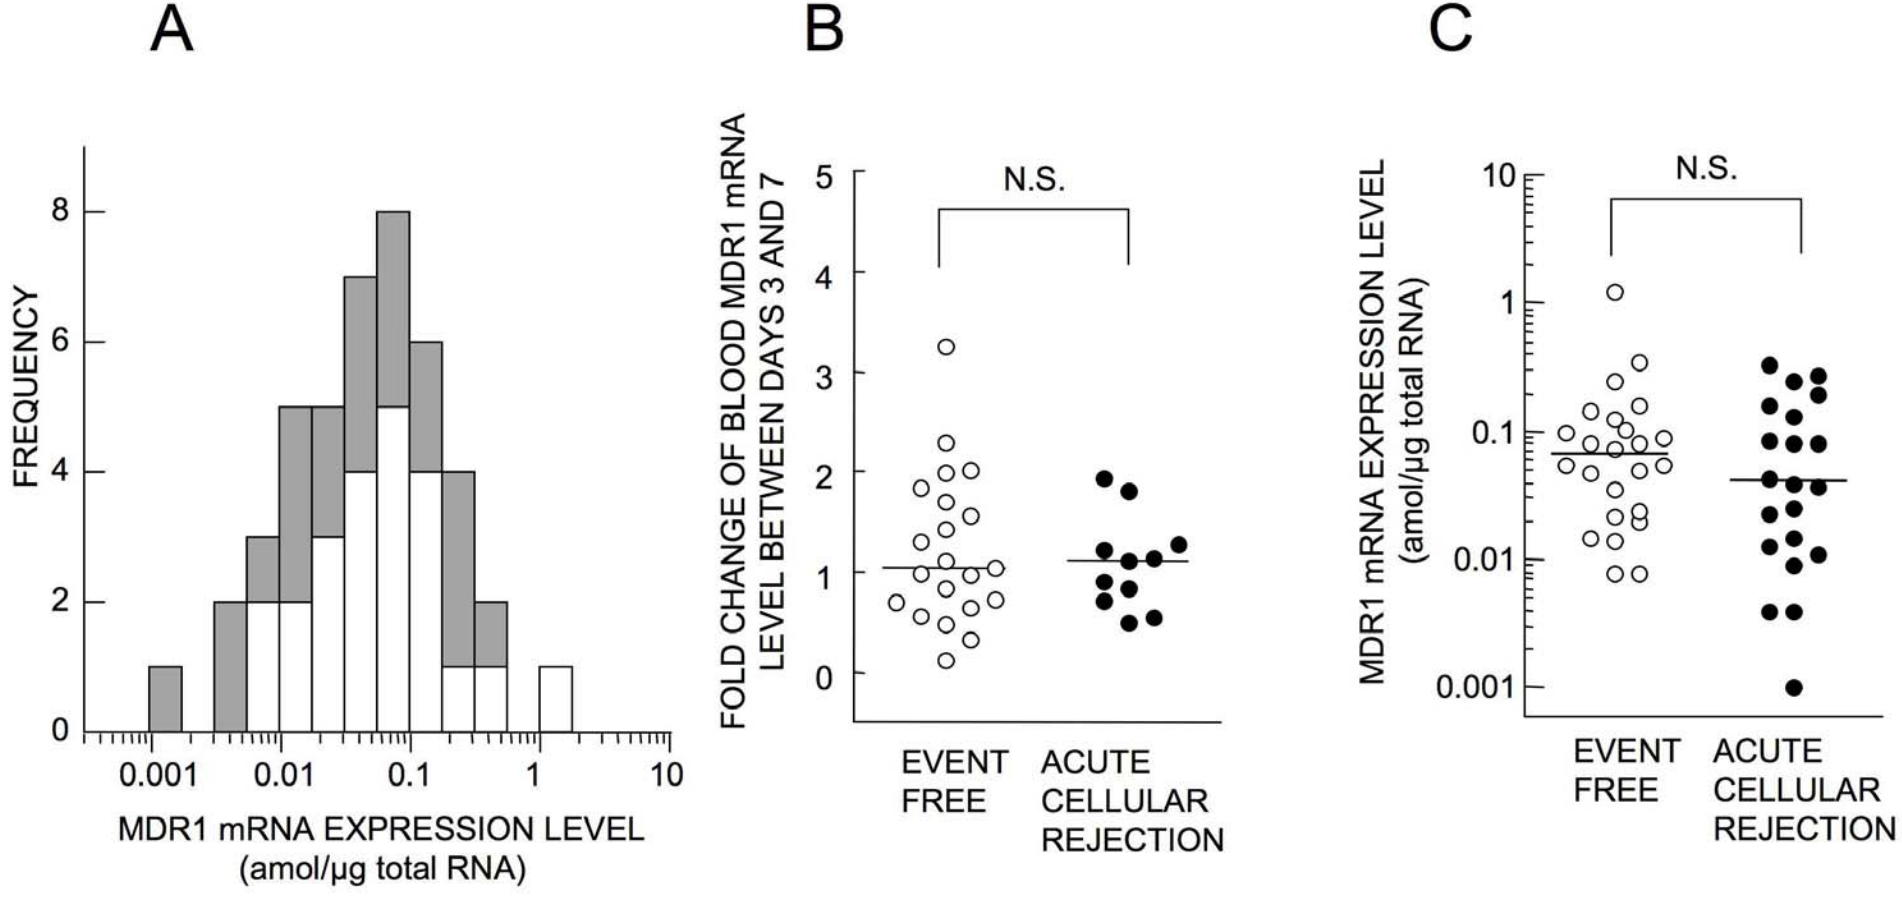 A
FREQUENCY
8
6
4
2
0
0.001
0.01
0.1
1
10
MDR1 mRNA EXPRESSION LEVEL
(amol/µg total RNA)
B
FOLD CHANGE OF BLOOD MDR1 mRNA
LEVEL BETWEEN DAYS 3 AND 7
5
4
3
2
1
0
N.S.
EVENT
FREE
ACUTE
CELLULAR
REJECTION
C
MDR1 mRNA EXPRESSION LEVEL
(amol/µg total RNA)
10
1
0.1
0.01
0.001
N.S.
EVENT
FREE
ACUTE
CELLULAR
REJECTION